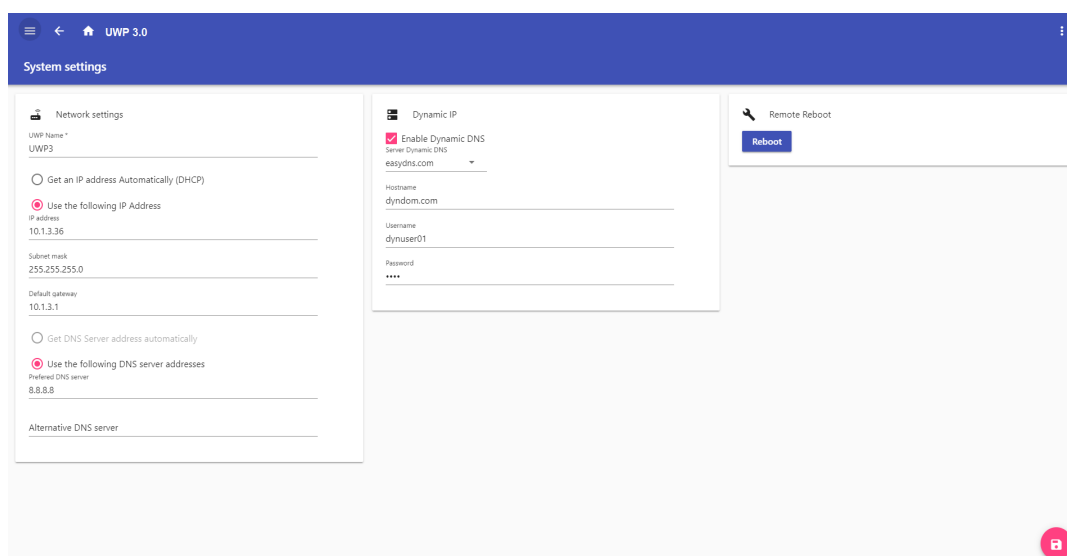 UWP 3.0
System settings
Network settings
UWP Name *
UWP3
Get an IP address Automatically (DHCP)
Use the following IP Address
IP address
10.1.3.36
Subnet mask
255.255.255.0
Default gateway
10.1.3.1
Get DNS Server address automatically
Use the following DNS server addresses
Prefered DNS server
8.8.8.8
Alternative DNS server
Dynamic IP
Enable Dynamic DNS
Server Dynamic DNS
easydns.com
Hostname
dyndom.com
Username
dynuser01
Password
••••
Remote Reboot
Reboot